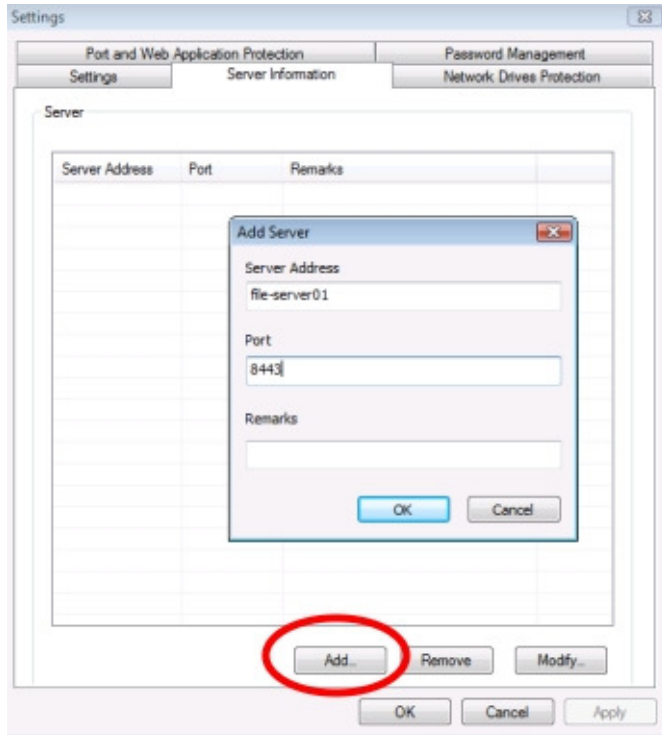 Settings
Port and Web Application Protection Password Management
Settings Server Information Network Drives Protection
Server
Server Address Port Remarks
Add Server
Server Address
file-server01
Port
8443
Remarks
OK Cancel
Add... Remove Modify...
OK Cancel Apply